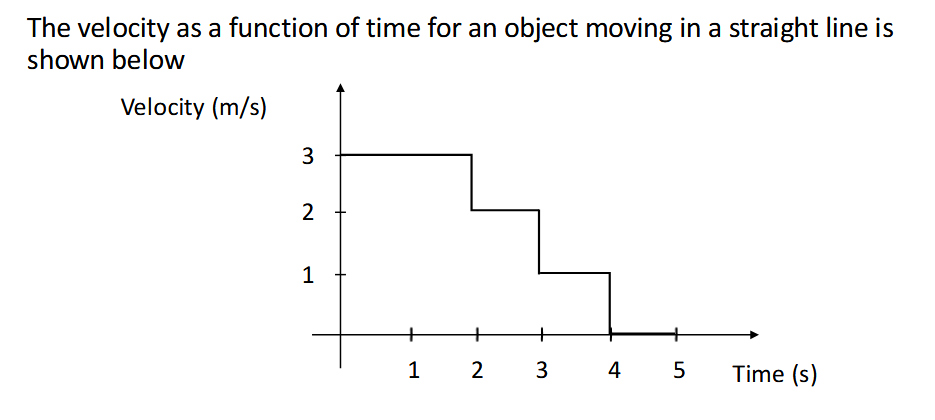 The velocity as a function of time for an object moving in a straight line is
shown below
Velocity (m/s)
3
2
1
1 2 3 4 5 Time (s)